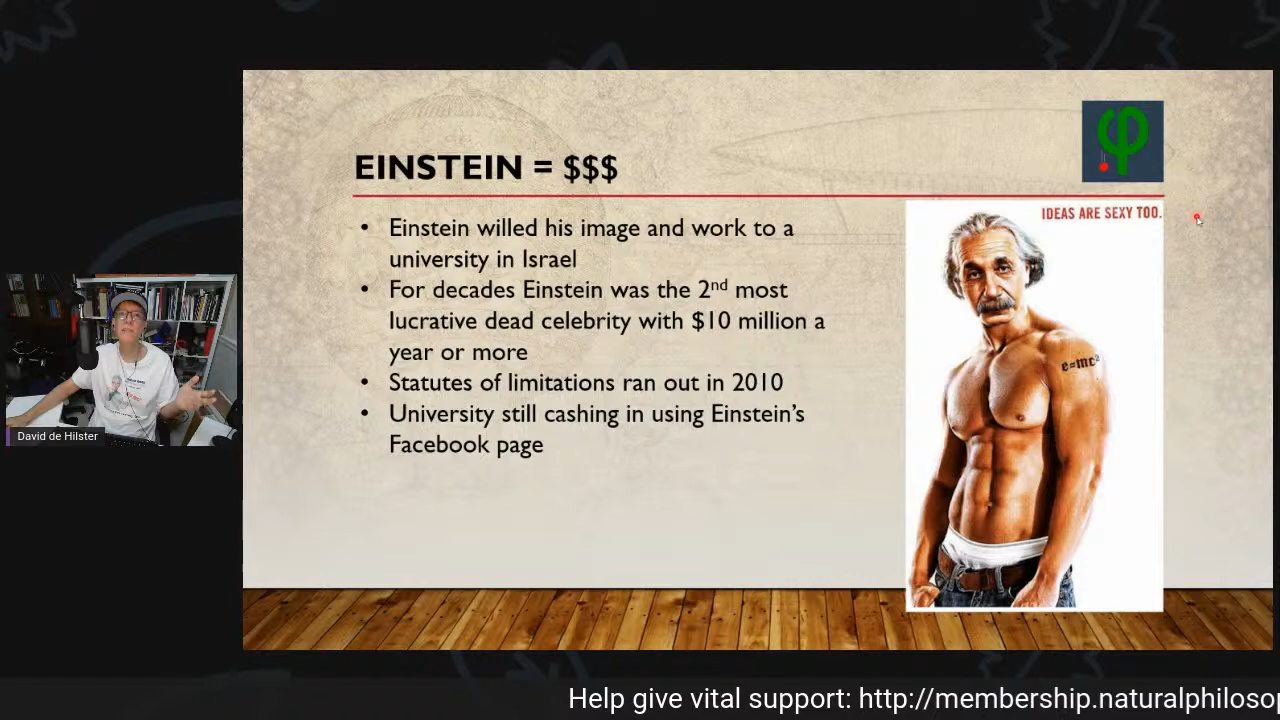 EINSTEIN = $$$
IDEAS ARE SEXY TOO.
• Einstein willed his image and work to a
university in Israel
• For decades Einstein was the 2nd most
lucrative dead celebrity with $10 million a
year or more
• Statutes of limitations ran out in 2010
• University still cashing in using Einstein’s
Facebook page
e=mc²
David de Hilster
Help give vital support: http://membership.naturalphiloso